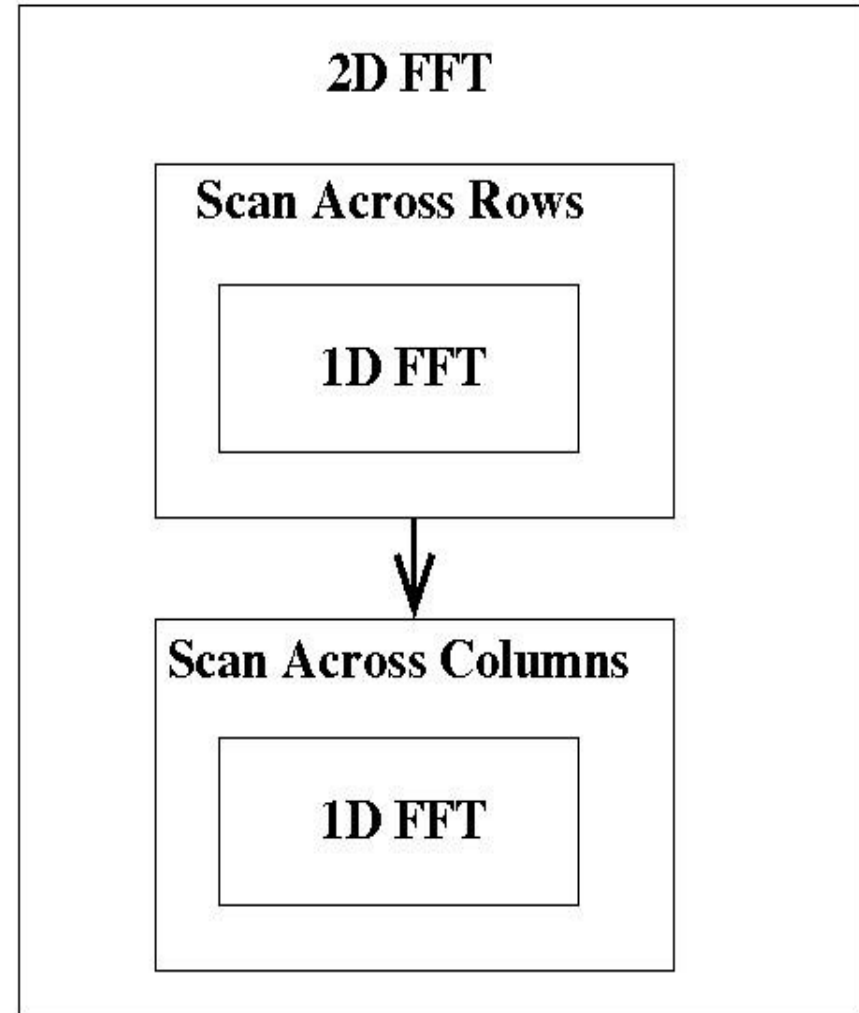 2D FFT
Scan Across Rows
1D FFT
Scan Across Columns
1D FFT